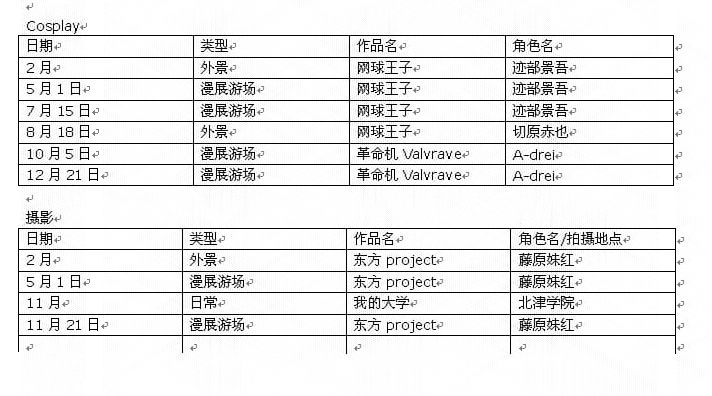 Cosplay
日期 类型 作品名 角色名
2 月 外景 网球王子 迹部景吾
5 月 1 日 漫展游场 网球王子 迹部景吾
7 月 15 日 漫展游场 网球王子 迹部景吾
8 月 18 日 外景 网球王子 切原赤也
10 月 5 日 漫展游场 革命机 Valvrave A-drei
12 月 21 日 漫展游场 革命机 Valvrave A-drei
摄影
日期 类型 作品名 角色名/拍摄地点
2 月 外景 东方 project 藤原妹红
5 月 1 日 漫展游场 东方 project 藤原妹红
11 月 日常 我的大学 北津学院
11 月 21 日 漫展游场 东方 project 藤原妹红